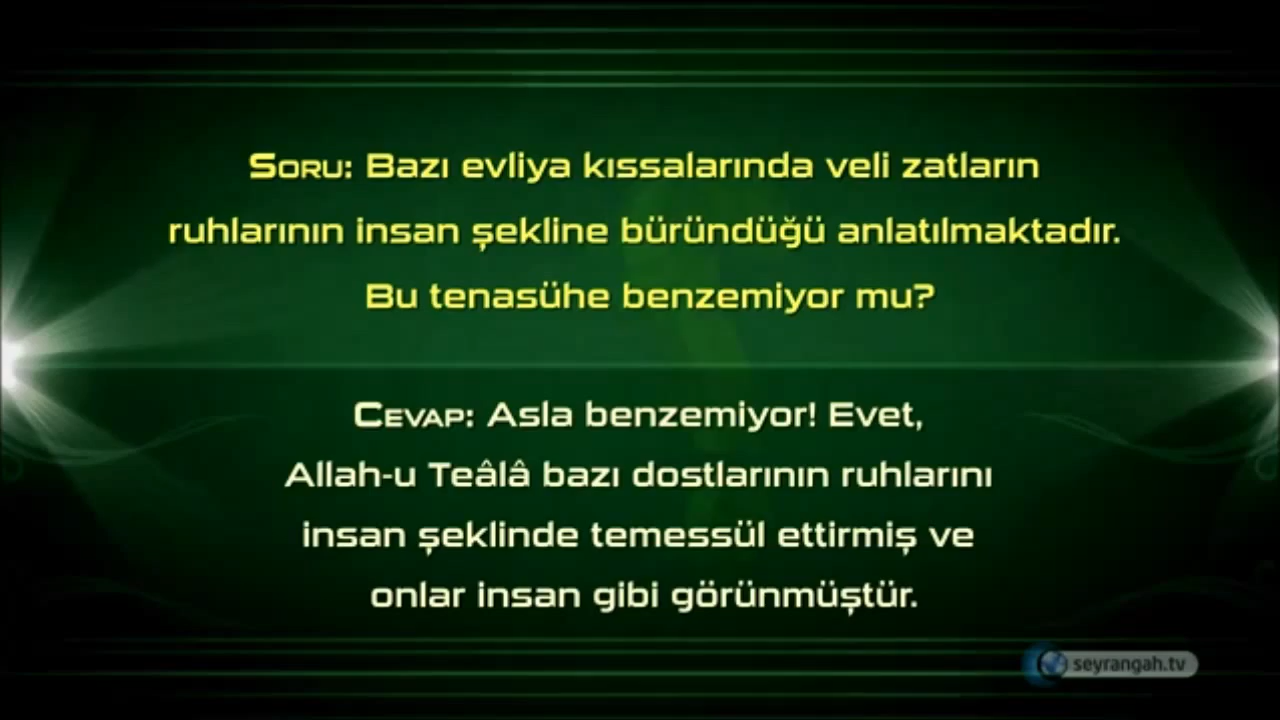 Soru: Bazı evliya kıssalarında veli zatların
ruhlarının insan şekline büründüğü anlatılmaktadır.
Bu tenasühe benzemiyor mu?
Cevap: Asla benzemiyor! Evet,
Allah-u Teâlâ bazı dostlarının ruhlarını
insan şeklinde temessül ettirmiş ve
onlar insan gibi görünmüştür.
seyrangah.tv